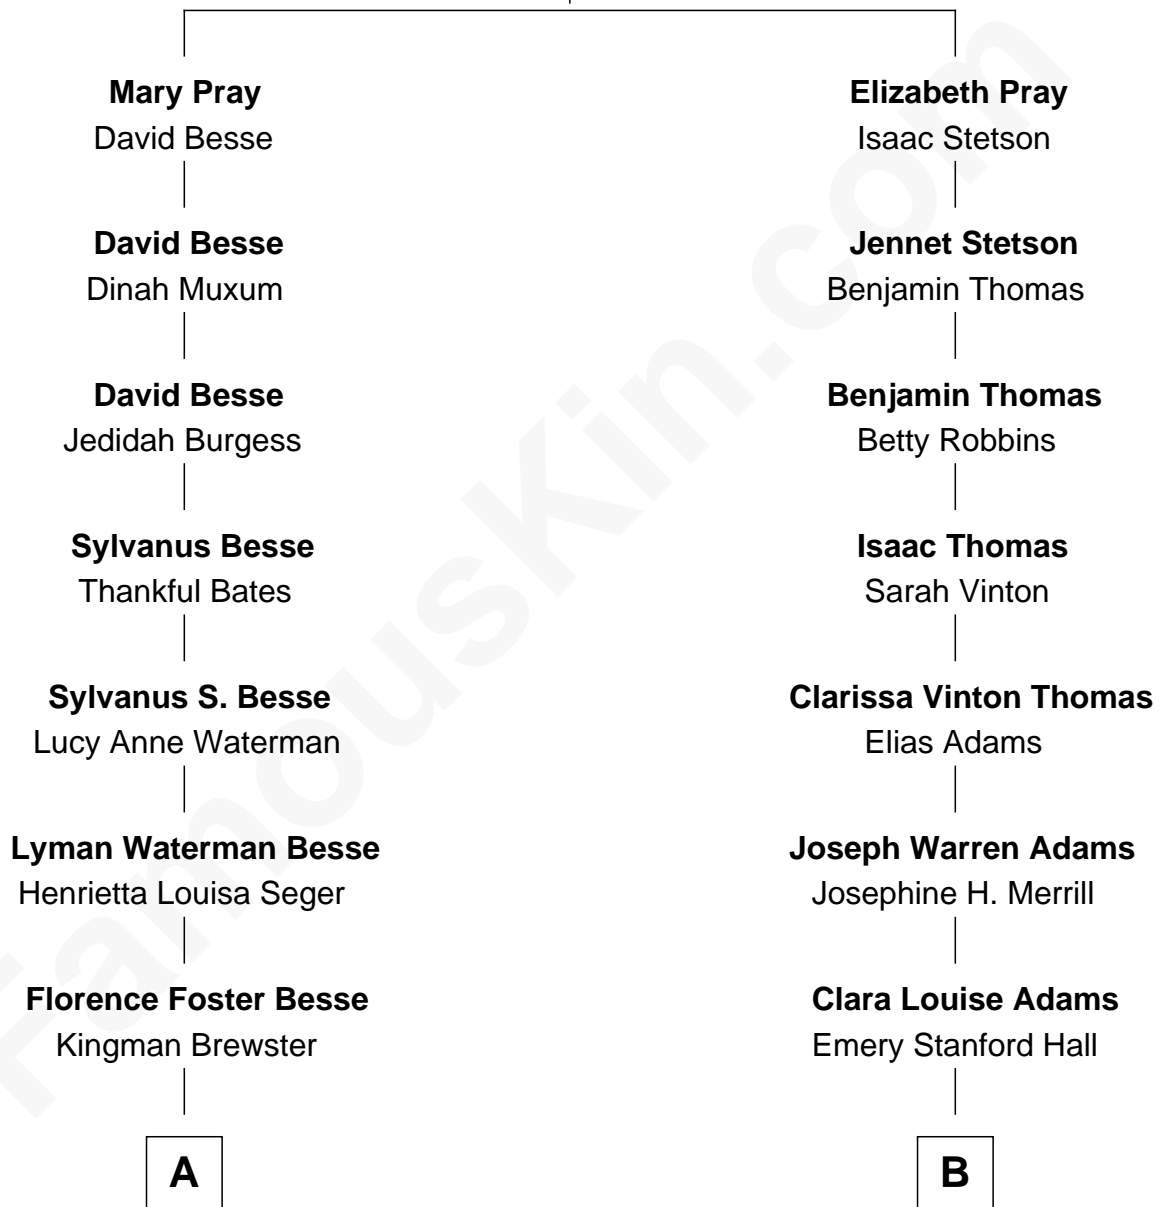 Mary Pray
David Besse
David Besse
Dinah Muxum
David Besse
Jedidah Burgess
Sylvanus Besse
Thankful Bates
Sylvanus S. Besse
Lucy Anne Waterman
Lyman Waterman Besse
Henrietta Louisa Seger
Florence Foster Besse
Kingman Brewster
A
Elizabeth Pray
Isaac Stetson
Jennet Stetson
Benjamin Thomas
Benjamin Thomas
Betty Robbins
Isaac Thomas
Sarah Vinton
Clarissa Vinton Thomas
Elias Adams
Joseph Warren Adams
Josephine H. Merrill
Clara Louise Adams
Emery Stanford Hall
B
FamousKin.com